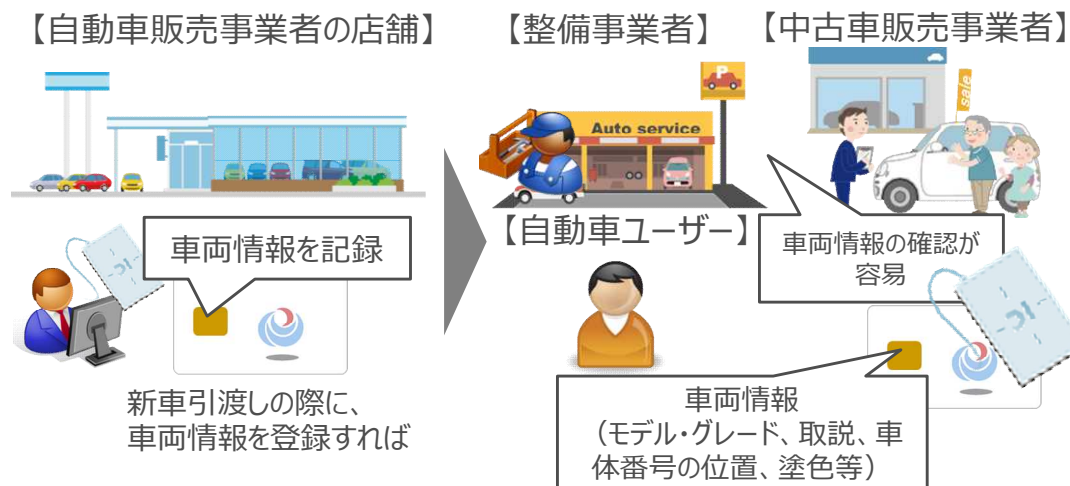 【自動車販売事業者の店舗】
【整備事業者】
【中古車販売事業者】
P
Auto service
sale
車両情報を記録
【自動車ユーザー】
車両情報の確認が
容易
新車引渡しの際に、
車両情報を登録すれば
車両情報
（モデル・グレード、取説、車
体番号の位置、塗色等）